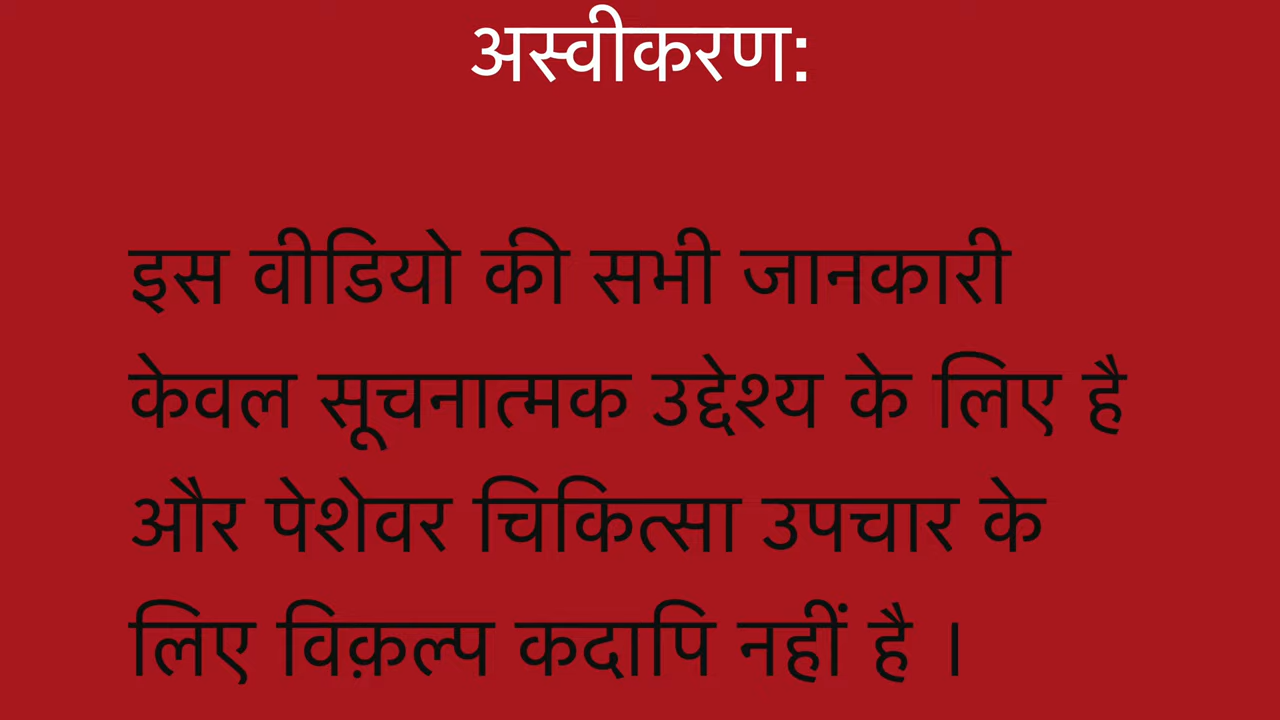 अस्वीकरण:
इस वीडियो की सभी जानकारी
केवल सूचनात्मक उद्देश्य के लिए है
और पेशेवर चिकित्सा उपचार के
लिए विक़ल्प कदापि नहीं है ।